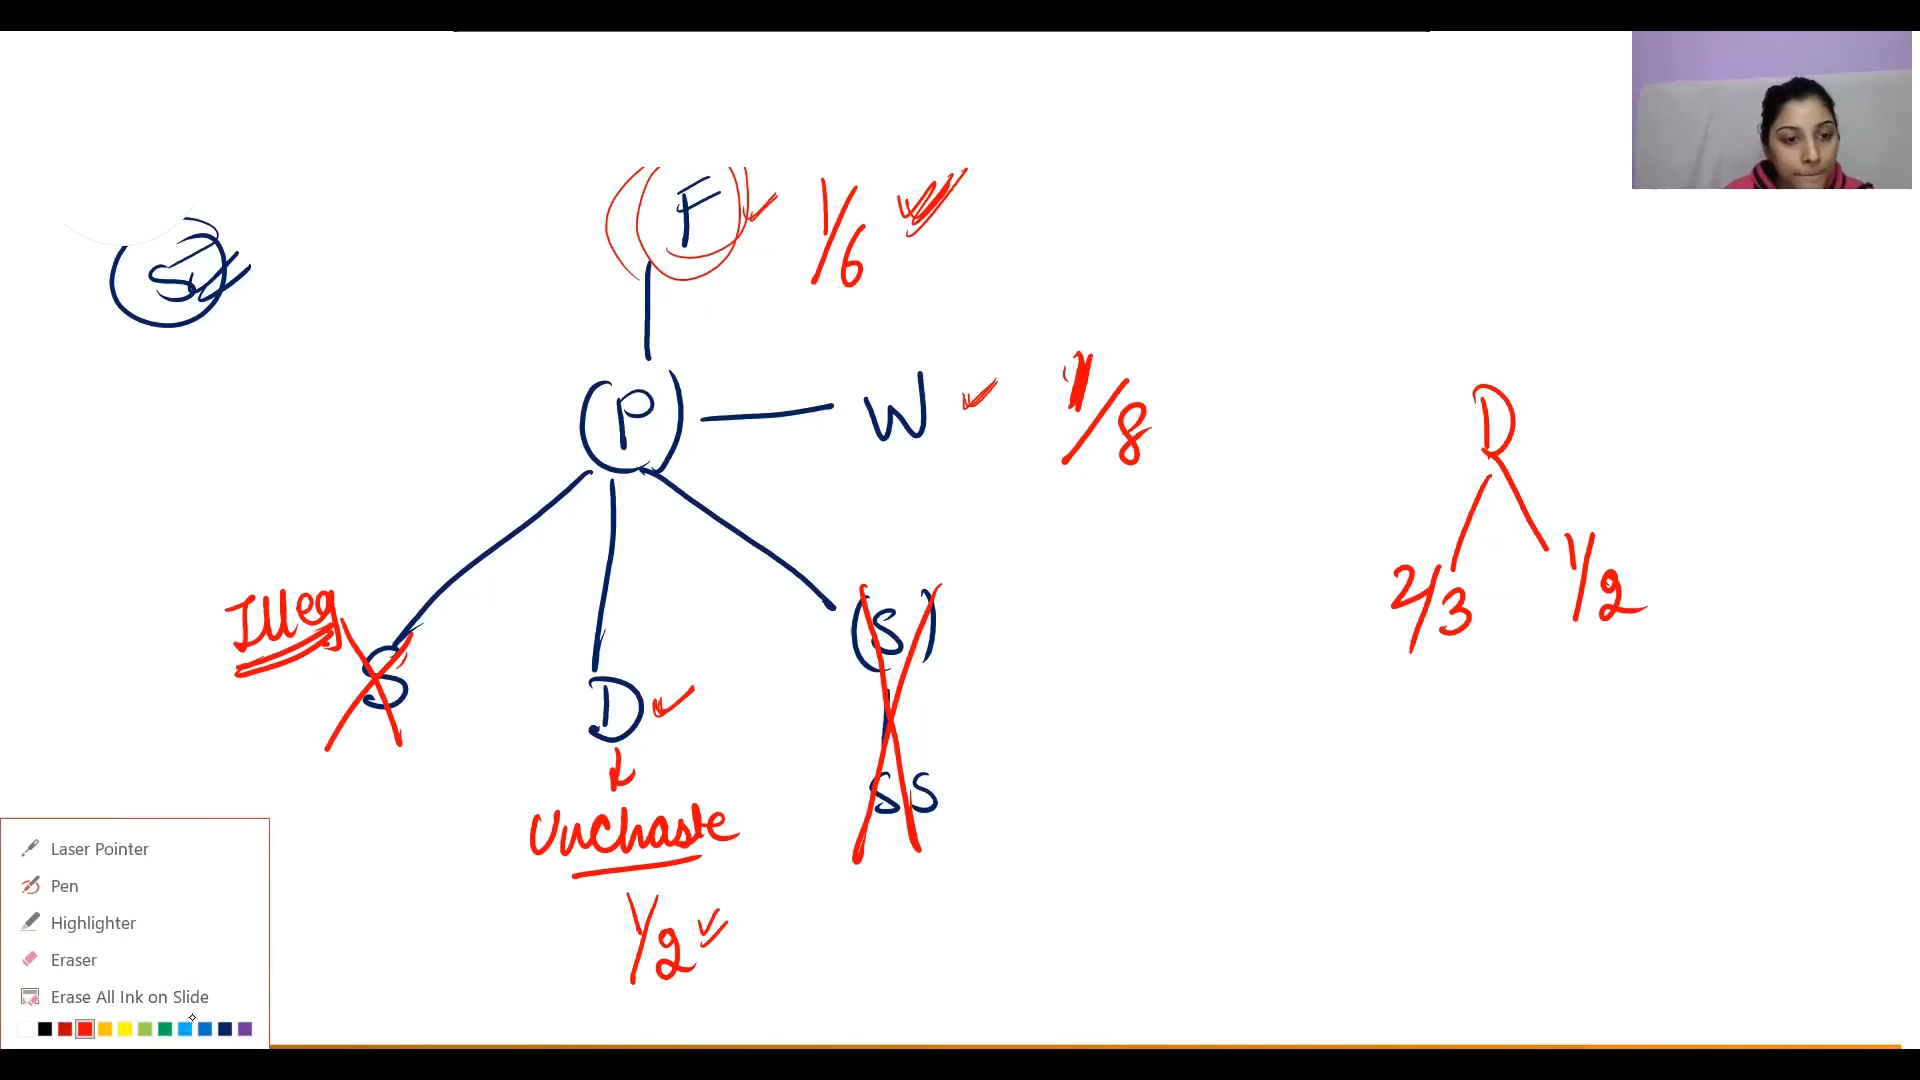 F 1/6
S
(P) W 1/8
D
2/3 1/2
Illeg
S D (S)
Unchaste
SS
1/2
Laser Pointer
Pen
Highlighter
Eraser
Erase All Ink on Slide